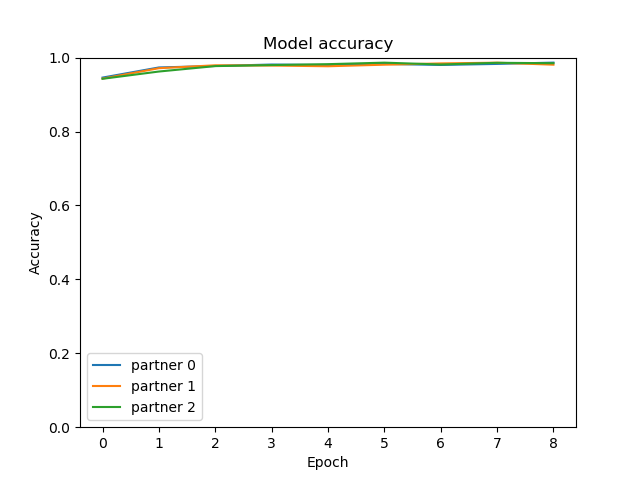 Model accuracy
Accuracy
1.0
0.8
0.6
0.4
0.2
0.0
partner 0
partner 1
partner 2
0 1 2 3 4 5 6 7 8
Epoch